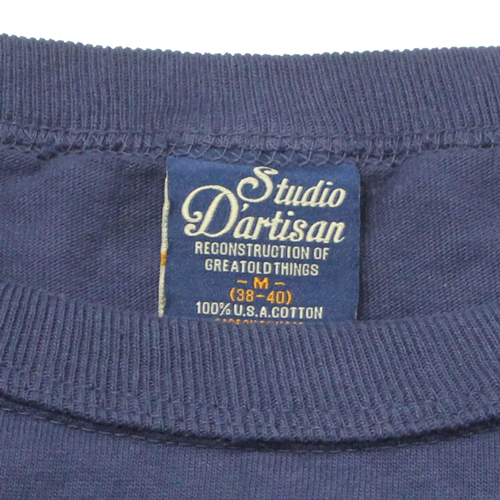 Studio
D'artisan
RECONSTRUCTION OF
GREATOLDTHINGS
- M -
(38-40)
100% U.S.A.COTTON